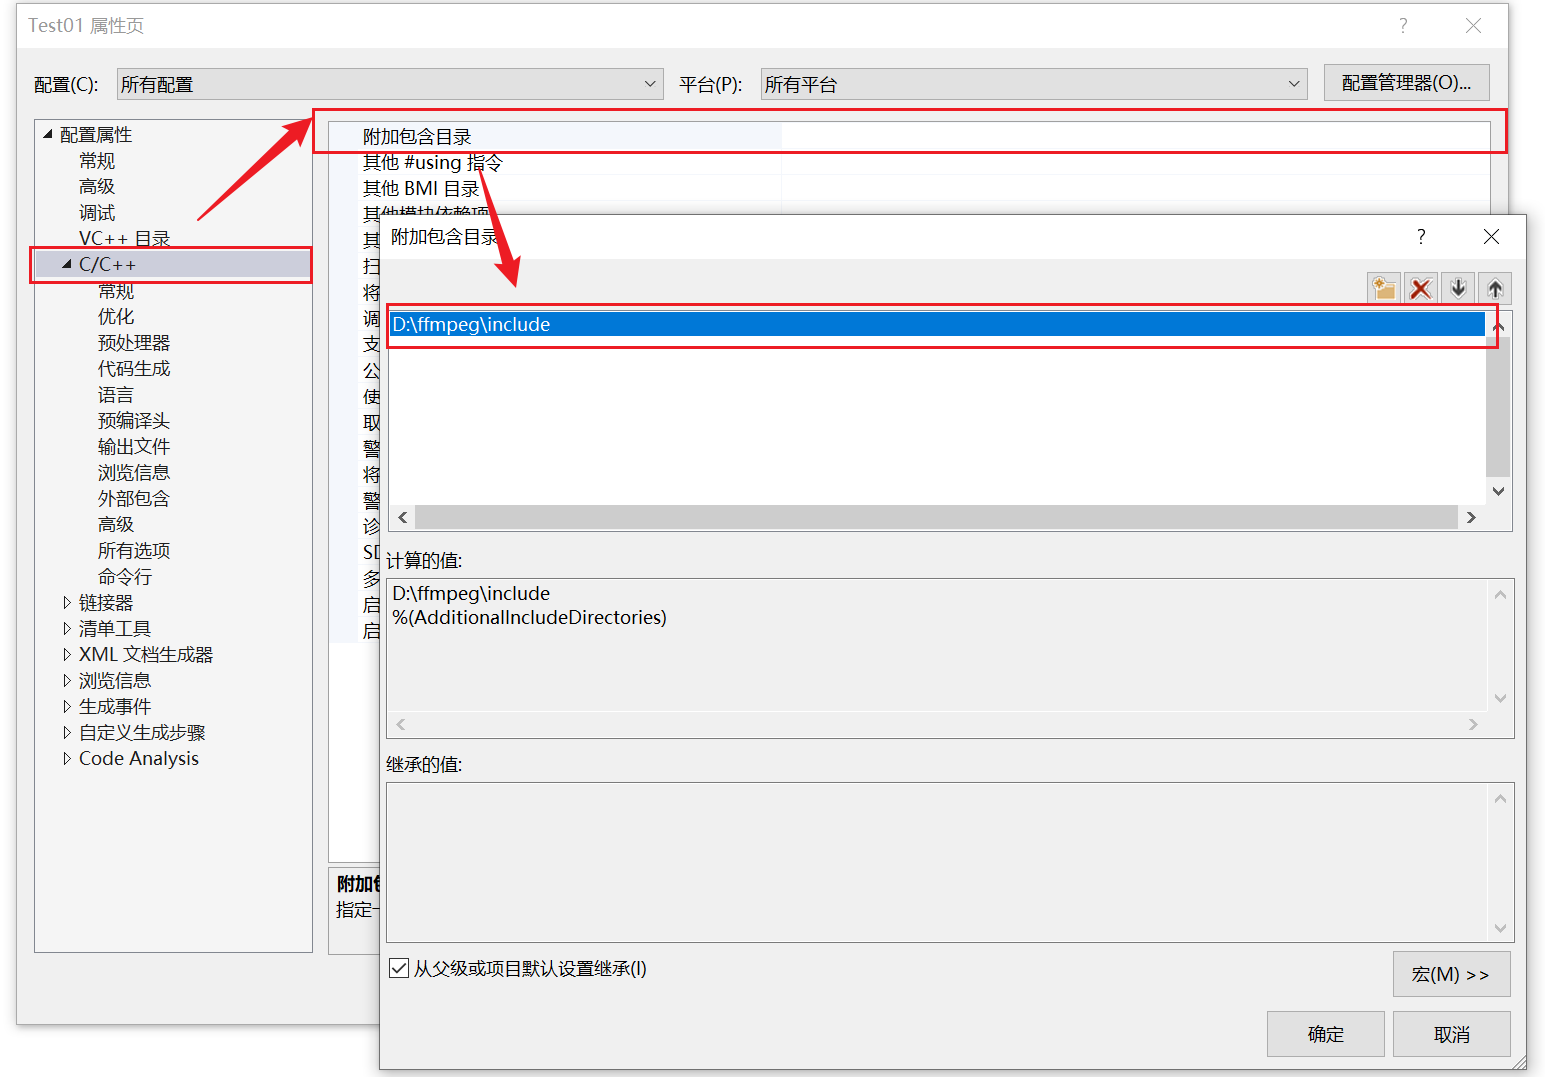 Test01 属性页
配置(C):
所有配置
平台(P):
所有平台
配置管理器(O)...
配置属性
常规
高级
调试
VC++ 目录
C/C++
常规
优化
预处理器
代码生成
语言
预编译头
输出文件
浏览信息
外部包含
高级
所有选项
命令行
链接器
清单工具
XML 文档生成器
浏览信息
生成事件
自定义生成步骤
Code Analysis
附加包含目录
其他 #using 指令
其他 BMI 目录
其他模块依赖项
其
扫
将
调
支
公
使
取
警
将
警
诊
SD
多
启
启
附加包
指定一
附加包含目录
D:\ffmpeg\include
计算的值:
D:\ffmpeg\include
%(AdditionalIncludeDirectories)
继承的值:
从父级或项目默认设置继承(I)
宏(M) >>
确定
取消